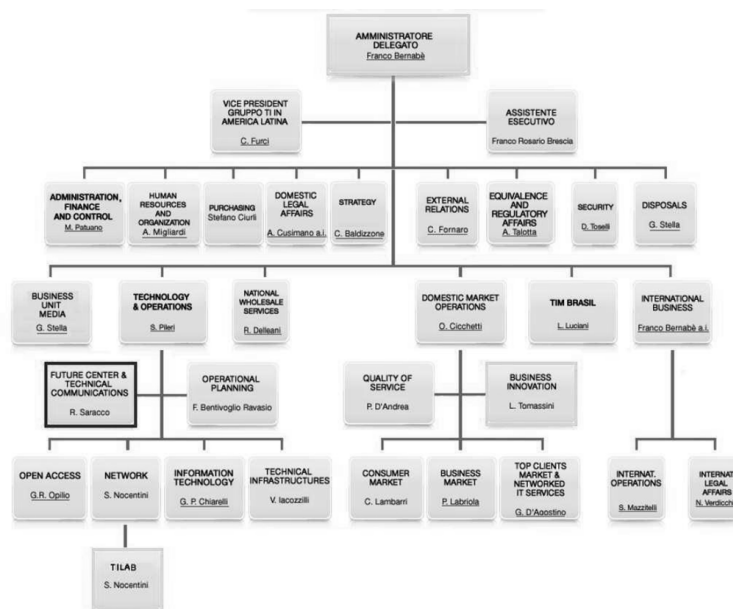 AMMINISTRATORE
DELEGATO
Franco Bernabè
VICE PRESIDENT
GRUPPO TI IN
AMERICA LATINA
C. Furci
ASSISTENTE
ESECUTIVO
Franco Rosario Brescia
ADMINISTRATION,
FINANCE
AND CONTROL
M. Patuano
HUMAN
RESOURCES
AND
ORGANIZATION
A. Migliardi
PURCHASING
Stefano Ciurli
DOMESTIC
LEGAL
AFFAIRS
A. Cusimano a.i.
STRATEGY
C. Baldizzone
EXTERNAL
RELATIONS
C. Fornaro
EQUIVALENCE AND
REGULATORY
AFFAIRS
A. Talotta
SECURITY
D. Toselli
DISPOSALS
G. Stella
BUSINESS
UNIT
MEDIA
G. Stella
TECHNOLOGY
& OPERATIONS
S. Pileri
NATIONAL
WHOLESALE
SERVICES
R. Delleani
DOMESTIC MARKET
OPERATIONS
O. Cicchetti
TIM BRASIL
L. Luciani
INTERNATIONAL
BUSINESS
Franco Bernabè a.i.
FUTURE CENTER &
TECHNICAL
COMMUNICATIONS
R. Saracco
OPERATIONAL
PLANNING
F. Bentivoglio Ravasio
QUALITY OF
SERVICE
P. D'Andrea
BUSINESS
INNOVATION
L. Tomassini
OPEN ACCESS
G.R. Opilio
NETWORK
S. Nocentini
INFORMATION
TECHNOLOGY
G. P. Chiarelli
TECHNICAL
INFRASTRUCTURES
V. Iacozzilli
CONSUMER
MARKET
C. Lambarri
BUSINESS
MARKET
P. Labriola
TOP CLIENTS
MARKET &
NETWORKED
IT SERVICES
G. D'Agostino
INTERNAT.
OPERATIONS
S. Mazzitelli
INTERNAT.
LEGAL
AFFAIRS
N. Verdicch
TILAB
S. Nocentini